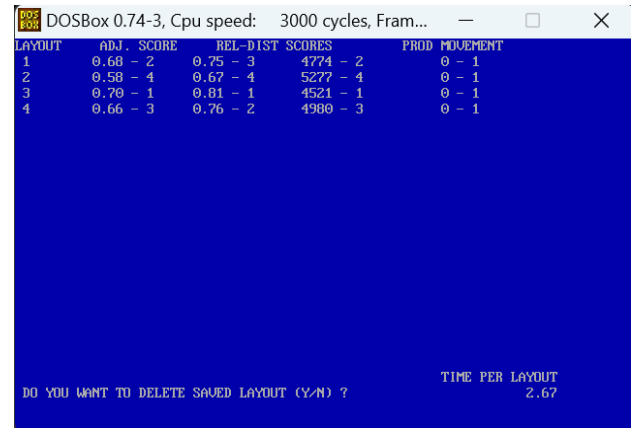 DOS BOX DOSBox 0.74-3, Cpu speed: 3000 cycles, Fram...
LAYOUT ADJ. SCORE REL-DIST SCORES PROD MOVEMENT
1 0.68 - 2 0.75 - 3 4774 - 2 0 - 1
2 0.58 - 4 0.67 - 4 5277 - 4 0 - 1
3 0.70 - 1 0.81 - 1 4521 - 1 0 - 1
4 0.66 - 3 0.76 - 2 4980 - 3 0 - 1
TIME PER LAYOUT
DO YOU WANT TO DELETE SAVED LAYOUT (Y/N) ? 2.67